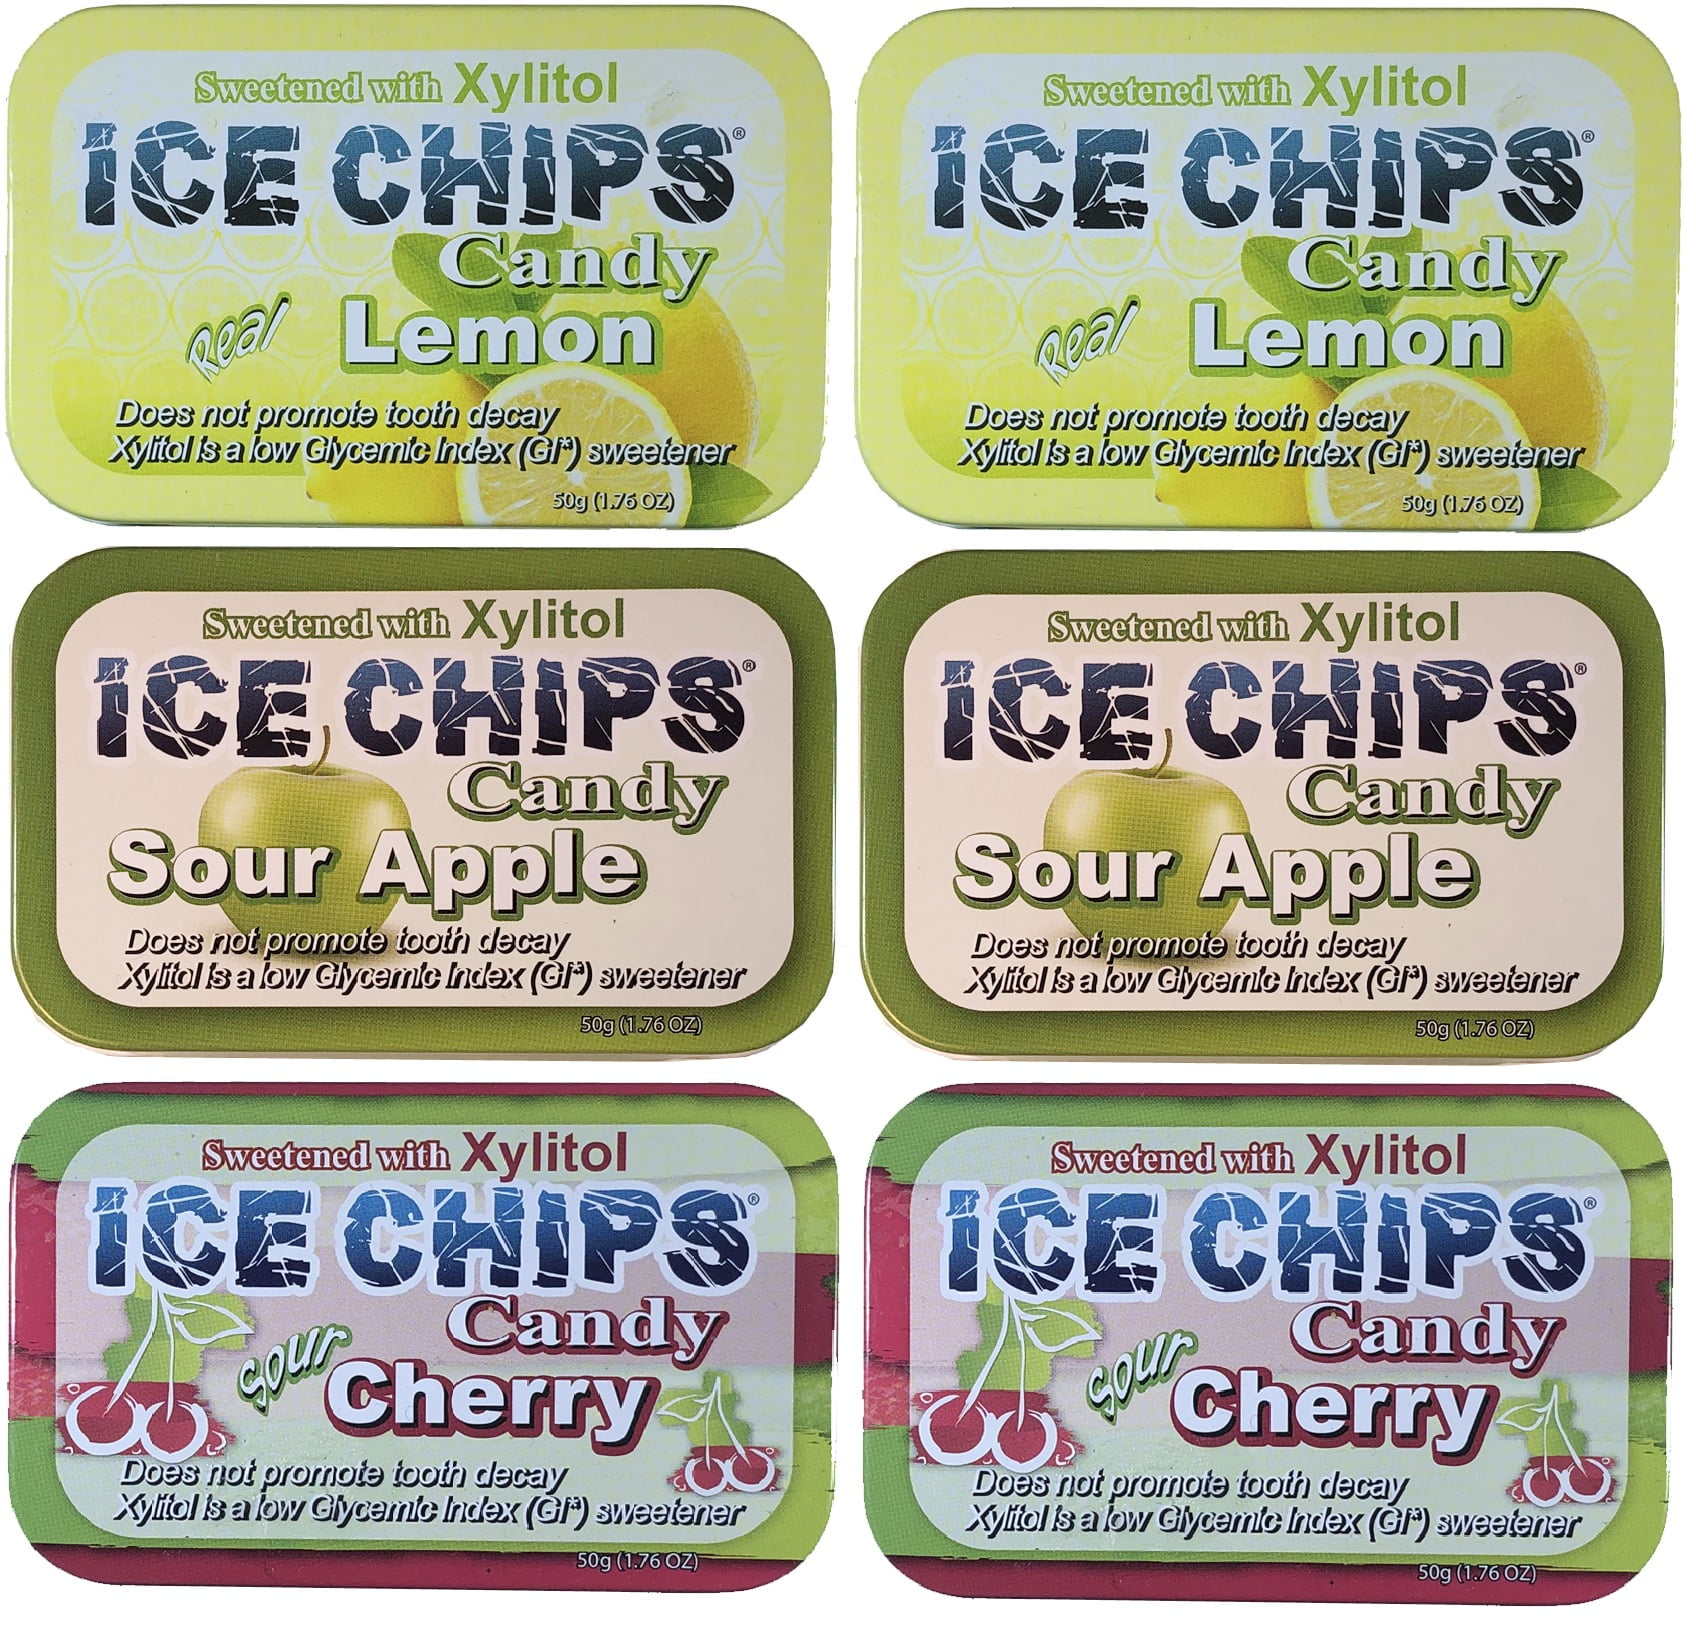 Sweetened with Xylitol
ICE CHIPS®
Candy
Real Lemon
Does not promote tooth decay
Xylitol is a low Glycemic Index (GI*) sweetener
50g (1.76 OZ)
Sweetened with Xylitol
ICE CHIPS®
Candy
Real Lemon
Does not promote tooth decay
Xylitol is a low Glycemic Index (GI*) sweetener
50g (1.76 OZ)
Sweetened with Xylitol
ICE CHIPS®
Candy
Sour Apple
Does not promote tooth decay
Xylitol is a low Glycemic Index (GI*) sweetener
50g (1.76 OZ)
Sweetened with Xylitol
ICE CHIPS®
Candy
Sour Apple
Does not promote tooth decay
Xylitol is a low Glycemic Index (GI*) sweetener
50g (1.76 OZ)
Sweetened with Xylitol
ICE CHIPS®
Candy
Sour Cherry
Does not promote tooth decay
Xylitol is a low Glycemic Index (GI*) sweetener
50g (1.76 OZ)
Sweetened with Xylitol
ICE CHIPS®
Candy
Sour Cherry
Does not promote tooth decay
Xylitol is a low Glycemic Index (GI*) sweetener
50g (1.76 OZ)